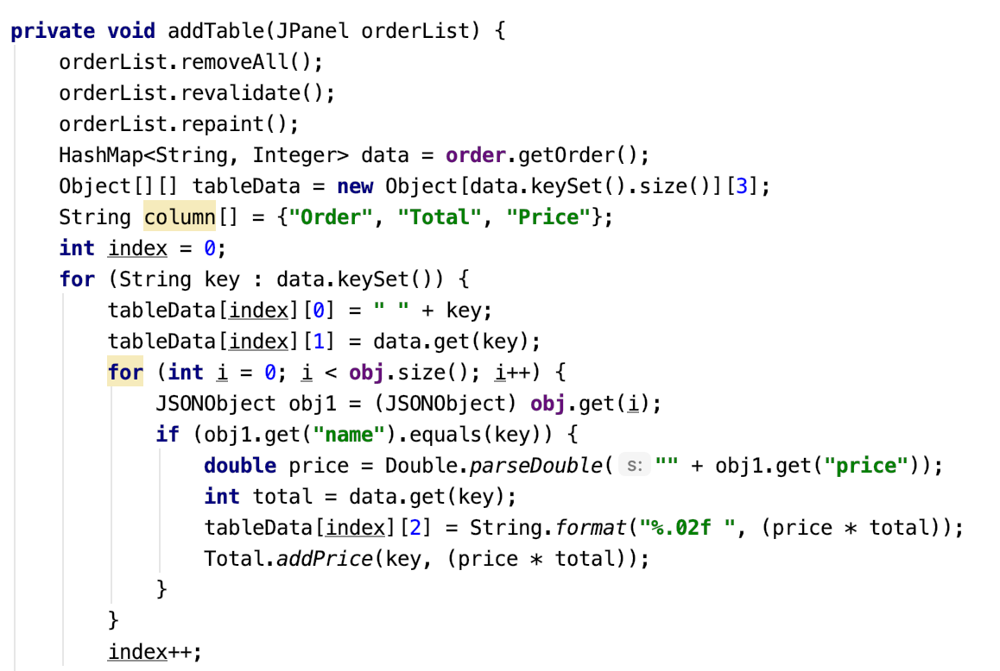 private void addTable(JPanel orderList) {
    orderList.removeAll();
    orderList.revalidate();
    orderList.repaint();
    HashMap<String, Integer> data = order.getOrder();
    Object[][] tableData = new Object[data.keySet().size()][3];
    String column[] = {"Order", "Total", "Price"};
    int index = 0;
    for (String key : data.keySet()) {
        tableData[index][0] = " " + key;
        tableData[index][1] = data.get(key);
        for (int i = 0; i < obj.size(); i++) {
            JSONObject obj1 = (JSONObject) obj.get(i);
            if (obj1.get("name").equals(key)) {
                double price = Double.parseDouble( s: "" + obj1.get("price"));
                int total = data.get(key);
                tableData[index][2] = String.format("%.02f ", (price * total));
                Total.addPrice(key, (price * total));
            }
        }
        index++;